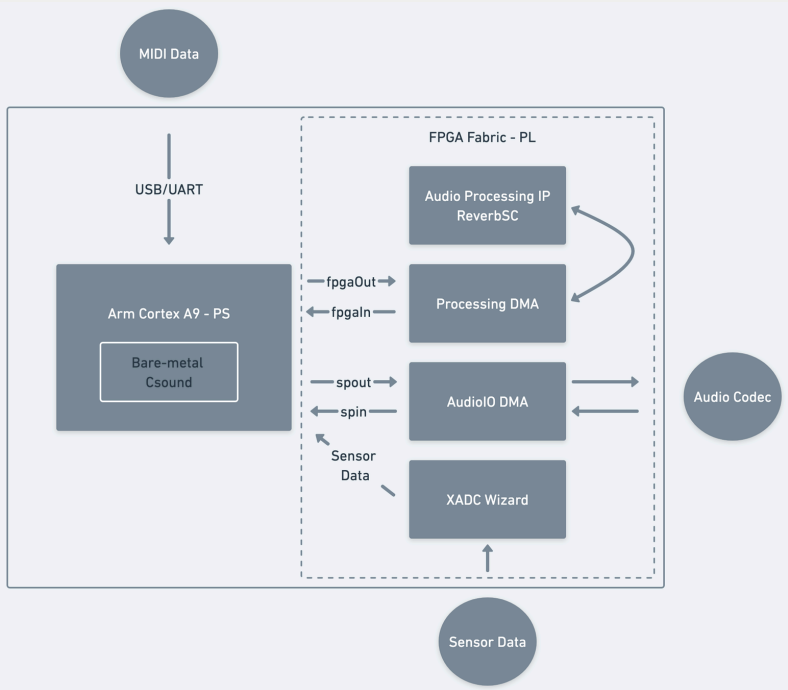 MIDI Data
FPGA Fabric - PL
USB/UART
Audio Processing IP
ReverbSC
Arm Cortex A9 - PS
Bare-metal
Csound
fpgaOut
fpgaIn
Processing DMA
spout
spin
AudioIO DMA
Audio Codec
Sensor
Data
XADC Wizard
Sensor Data